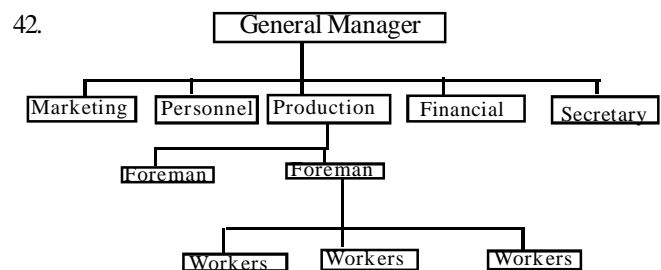 42.
General Manager
Marketing Personnel Production Financial Secretary
Foreman Foreman
Workers Workers Workers